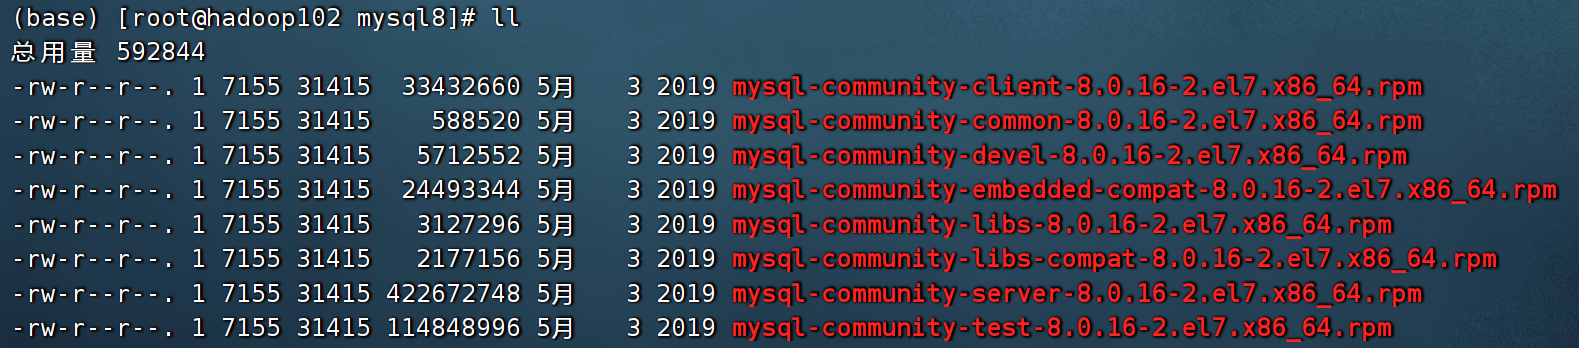 (base) [root@hadoop102 mysql8]# ll
总用量 592844
-rw-r--r--. 1 7155 31415  33432660 5月   3 2019 mysql-community-client-8.0.16-2.el7.x86_64.rpm
-rw-r--r--. 1 7155 31415    588520 5月   3 2019 mysql-community-common-8.0.16-2.el7.x86_64.rpm
-rw-r--r--. 1 7155 31415   5712552 5月   3 2019 mysql-community-devel-8.0.16-2.el7.x86_64.rpm
-rw-r--r--. 1 7155 31415  24493344 5月   3 2019 mysql-community-embedded-compat-8.0.16-2.el7.x86_64.rpm
-rw-r--r--. 1 7155 31415   3127296 5月   3 2019 mysql-community-libs-8.0.16-2.el7.x86_64.rpm
-rw-r--r--. 1 7155 31415   2177156 5月   3 2019 mysql-community-libs-compat-8.0.16-2.el7.x86_64.rpm
-rw-r--r--. 1 7155 31415 422672748 5月   3 2019 mysql-community-server-8.0.16-2.el7.x86_64.rpm
-rw-r--r--. 1 7155 31415 114848996 5月   3 2019 mysql-community-test-8.0.16-2.el7.x86_64.rpm